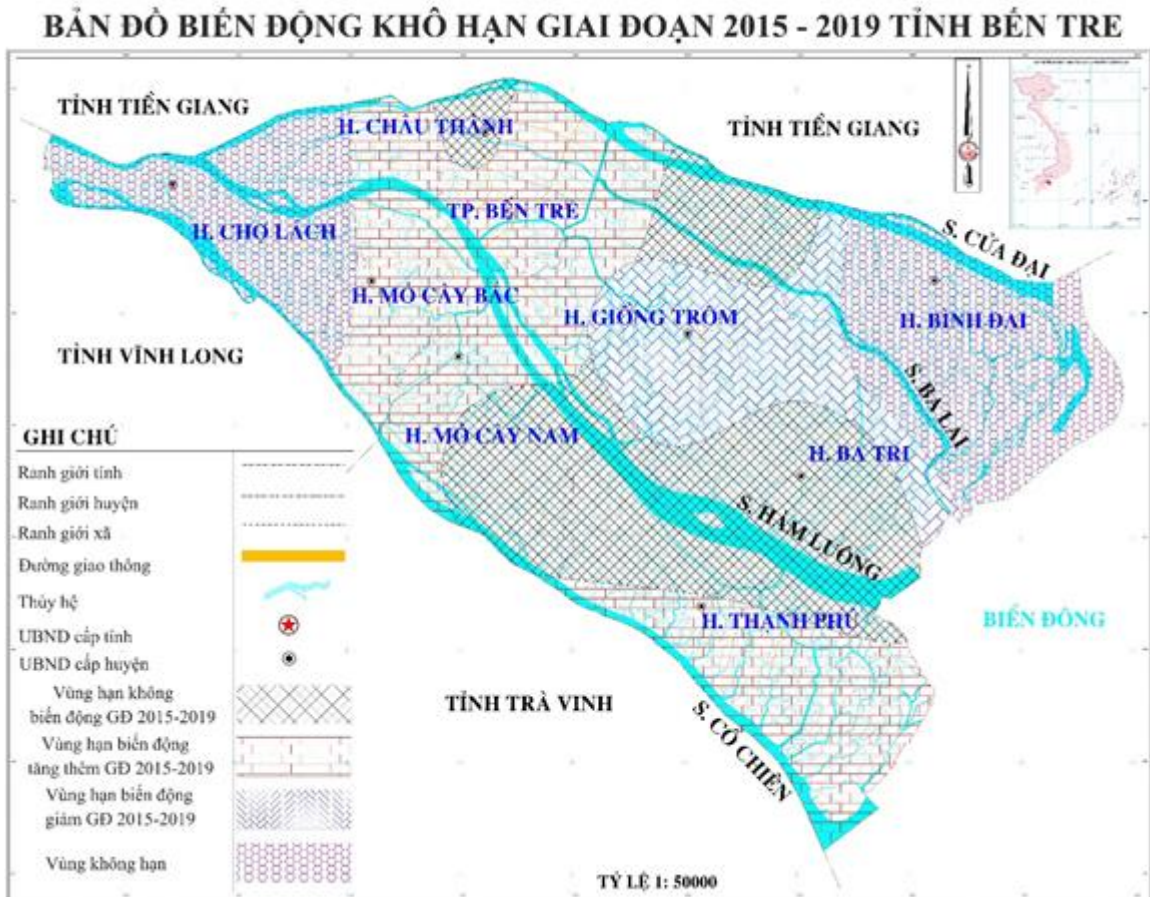 BẢN ĐỒ BIẾN ĐỘNG KHÔ HẠN GIAI ĐOẠN 2015 - 2019 TỈNH BẾN TRE
TỈNH TIỀN GIANG
H. CHÂU THÀNH
TỈNH TIỀN GIANG
TP. BẾN TRE
H. CHỢ LÁCH
S. CỬA ĐẠI
H. MỎ CÀY BẮC
H. GIỒNG TRÔM
H. BÌNH ĐẠI
TỈNH VĨNH LONG
S. BA LAI
H. MỎ CÀY NAM
H. BA TRI
S. HÀM LUÔNG
H. THẠNH PHÚ
BIỂN ĐÔNG
TỈNH TRÀ VINH
S. CỔ CHIÊN
GHI CHÚ
Ranh giới tỉnh
Ranh giới huyện
Ranh giới xã
Đường giao thông
Thủy hệ
UBND cấp tỉnh
UBND cấp huyện
Vùng hạn không
biến động GĐ 2015-2019
Vùng hạn biến động
tăng thêm GĐ 2015-2019
Vùng hạn biến động
giảm GĐ 2015-2019
Vùng không hạn
TỶ LỆ 1: 50000